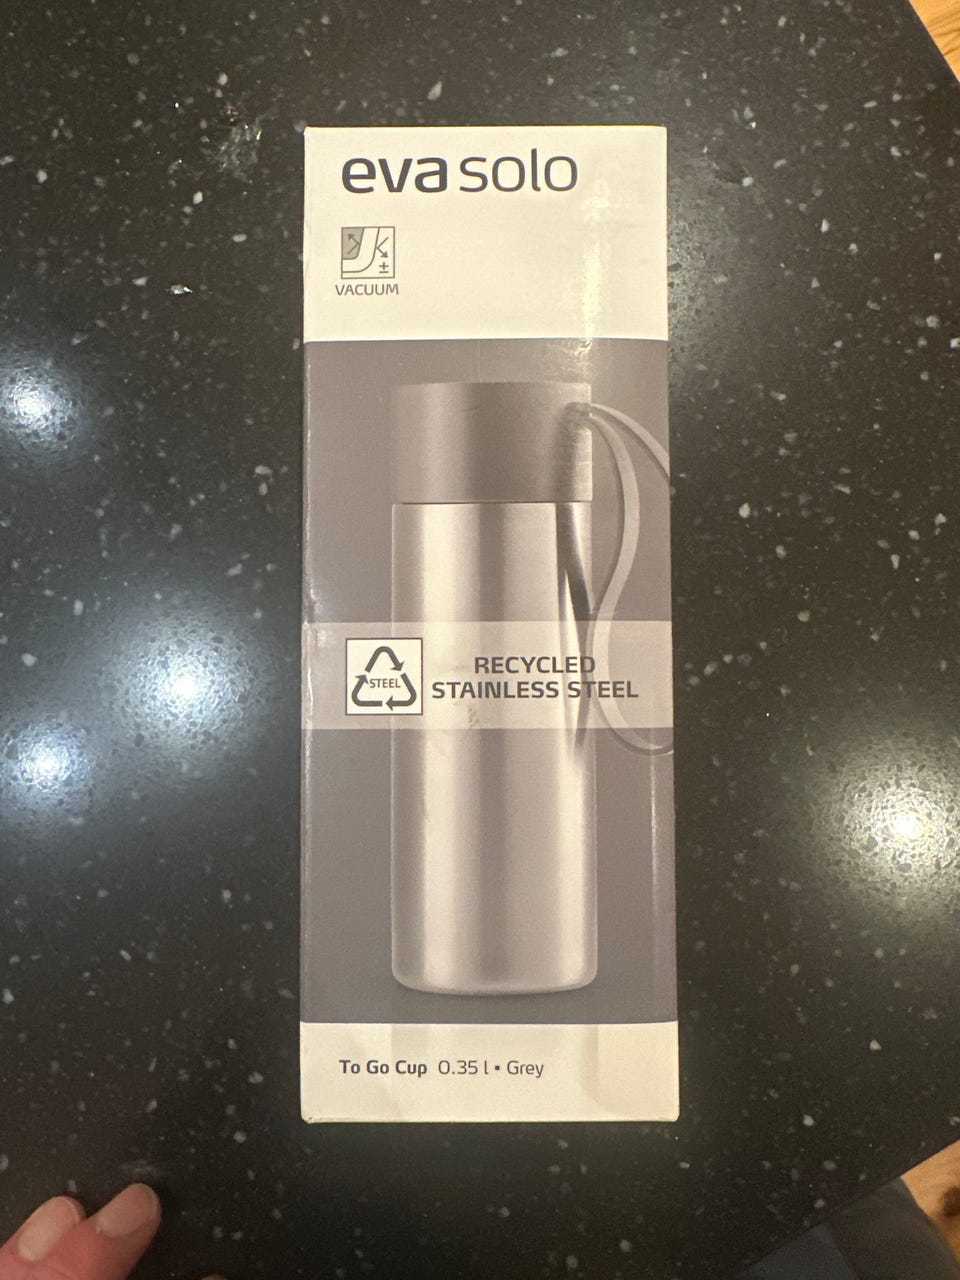 eva solo
±
VACUUM
STEEL
RECYCLED
STAINLESS STEEL
To Go Cup 0.35 l • Grey